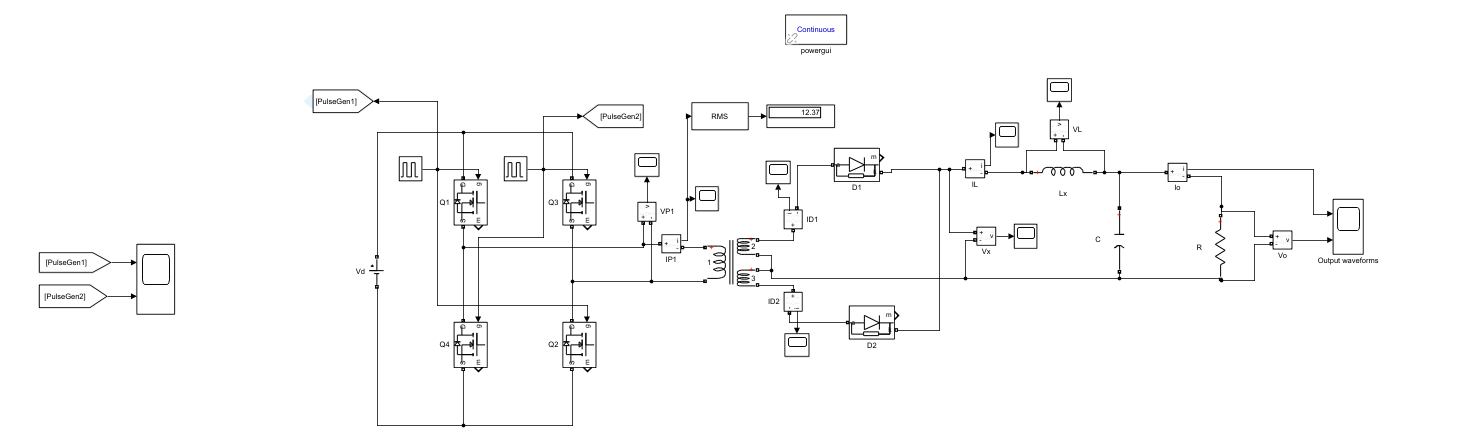 Continuous
powergui
[PulseGen1]
[PulseGen2]
RMS
12.37
VL
IL
Lx
Io
D1
m
a
k
g
D
S
m
Q1
g
D
S
m
Q3
VP1
IP1
ID1
1
2
3
Vx
C
R
Vo
Output waveforms
[PulseGen1]
[PulseGen2]
Vd
ID2
D2
m
a
k
Q4
g
D
S
m
Q2
g
D
S
m